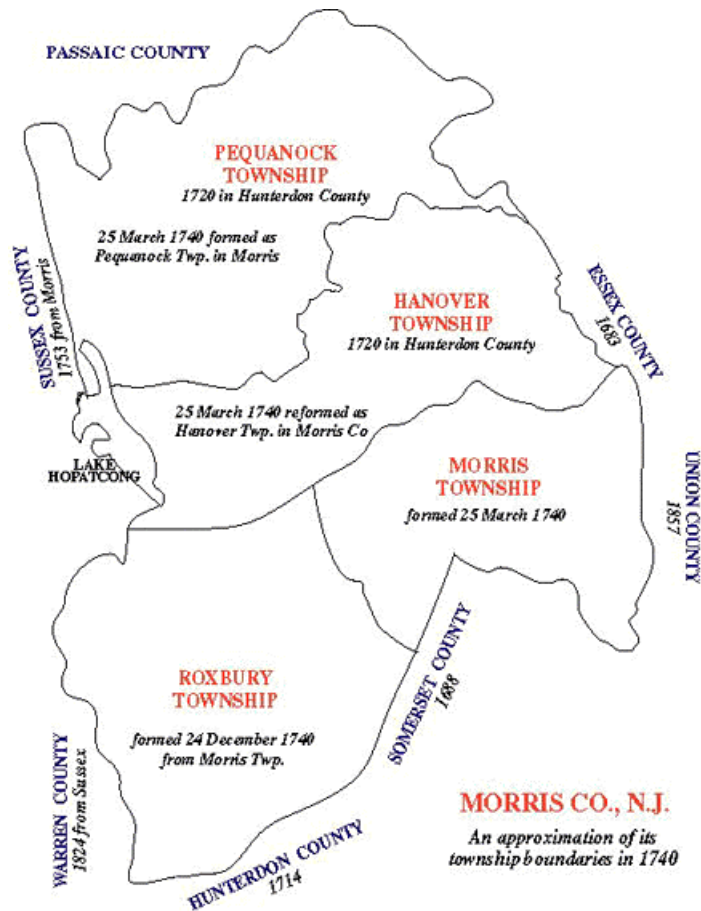 PASSAIC COUNTY
PEQUANOCK
TOWNSHIP
1720 in Hunterdon County
25 March 1740 formed as
Pequanock Twp. in Morris
SUSSEX COUNTY
1753 from Morris
HANOVER
TOWNSHIP
1720 in Hunterdon County
ESSEX COUNTY
1683
25 March 1740 reformed as
Hanover Twp. in Morris Co
LAKE
HOPATCONG
MORRIS
TOWNSHIP
formed 25 March 1740
UNION COUNTY
1857
ROXBURY
TOWNSHIP
formed 24 December 1740
from Morris Twp.
SOMERSET COUNTY
1688
WARREN COUNTY
1824 from Sussex
HUNTERDON COUNTY
1714
MORRIS CO., N.J.
An approximation of its
township boundaries in 1740